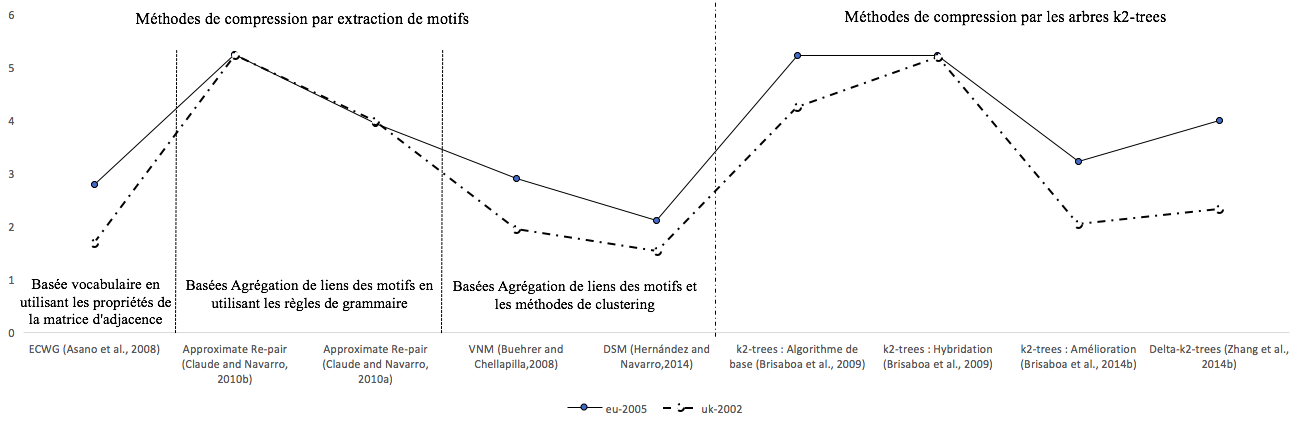 Méthodes de compression par extraction de motifs
Méthodes de compression par les arbres k2-trees
6
5
4
3
2
1
0
Basée vocabulaire en
utilisant les propriétés de
la matrice d'adjacence
Basées Agrégation de liens des motifs en
utilisant les règles de grammaire
Basées Agrégation de liens des motifs et
les méthodes de clustering
ECWG (Asano et al., 2008)
Approximate Re-pair
(Claude and Navarro,
2010b)
Approximate Re-pair
(Claude and Navarro,
2010a)
VNM (Buehrer and
Chellapilla,2008)
DSM (Hernández and
Navarro,2014)
k2-trees : Algorithme de
base (Brisaboa et al., 2009)
k2-trees : Hybridation
(Brisaboa et al., 2009)
k2-trees : Amélioration
(Brisaboa et al., 2014b)
Delta-k2-trees (Zhang et al.,
2014b)
eu-2005
uk-2002